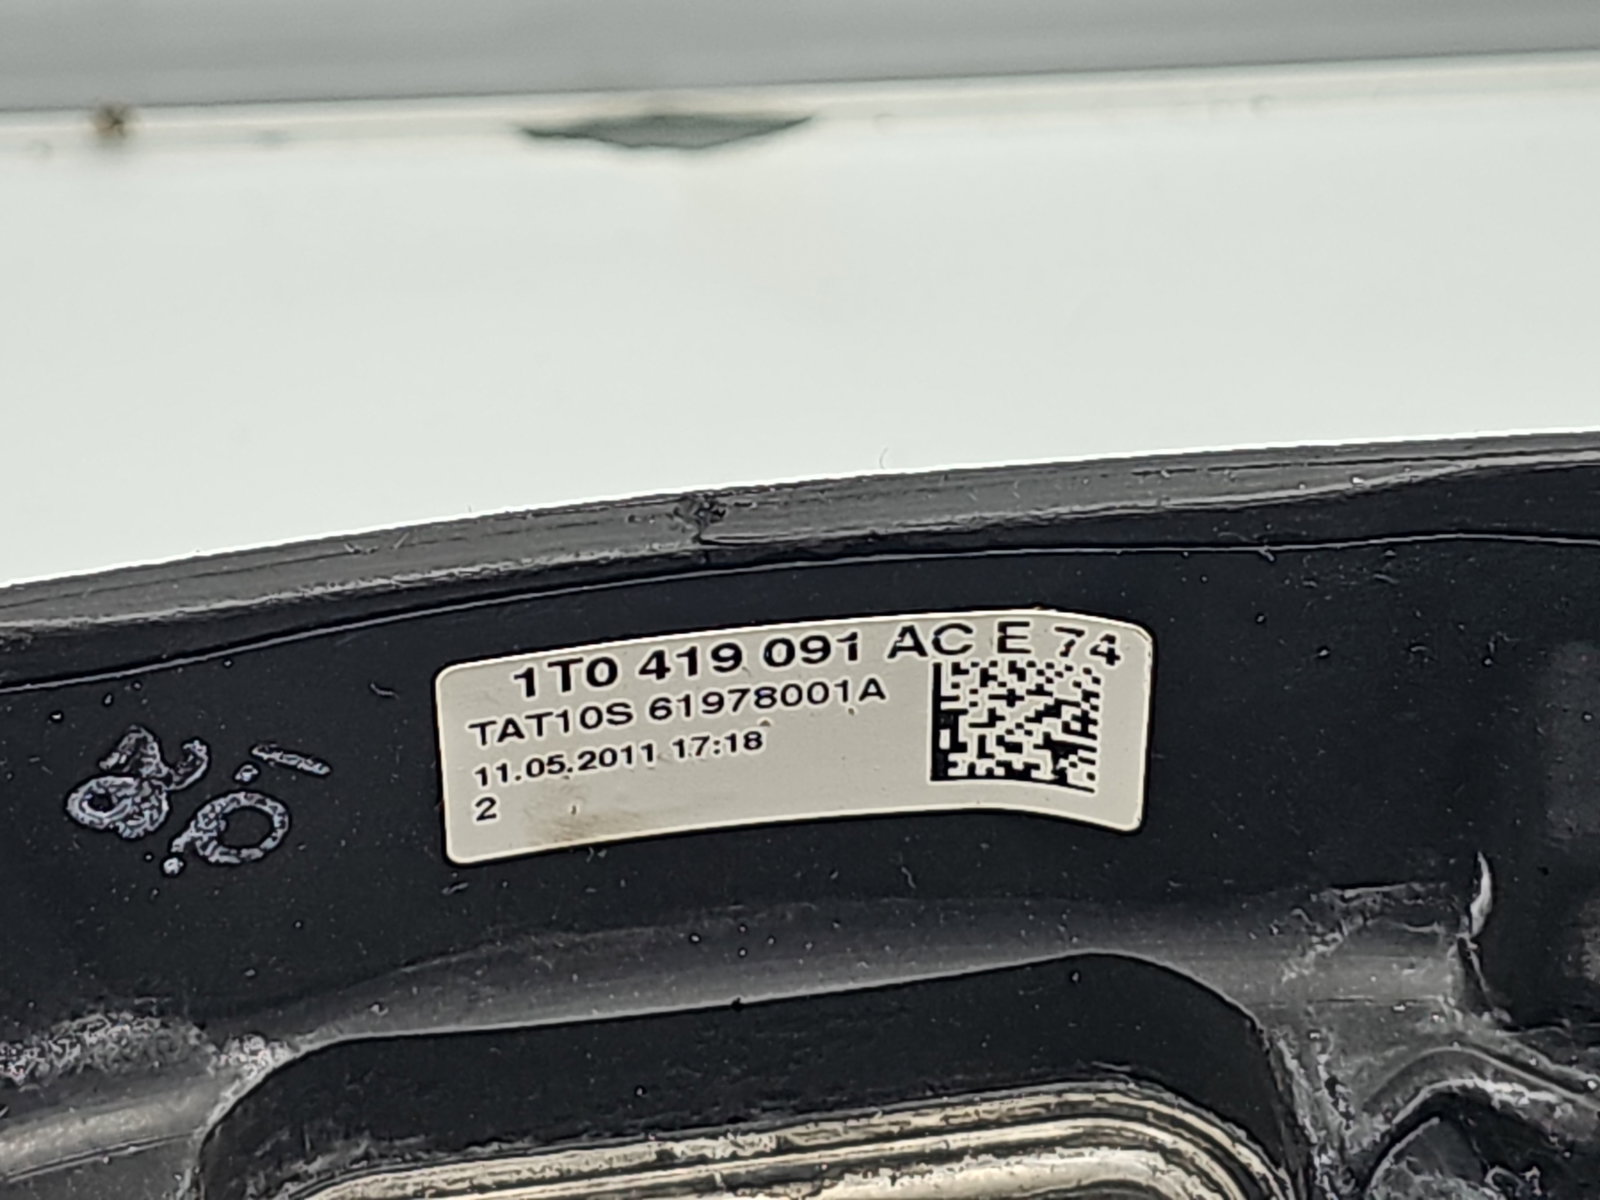 1T0 419 091 AC E 74
TAT10S 61978001A
11.05.2011 17:18
2